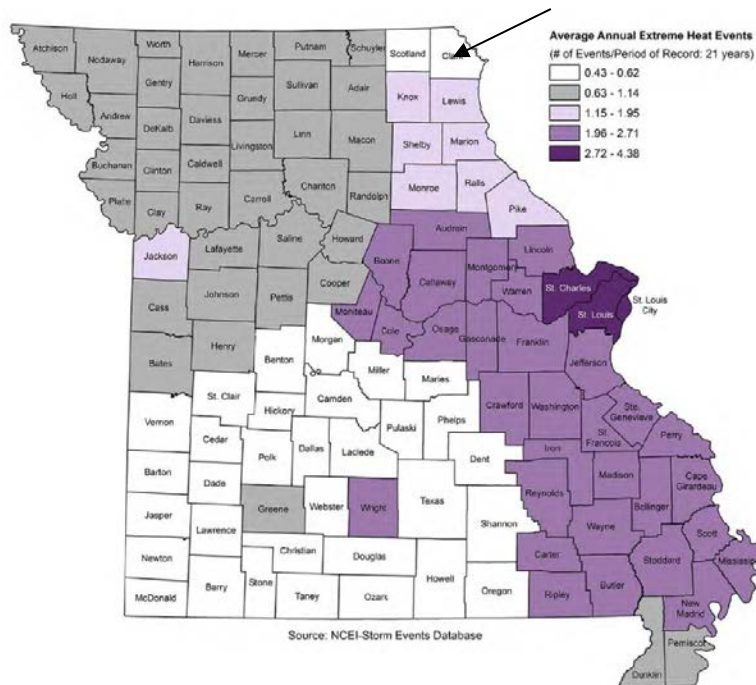 Average Annual Extreme Heat Events
(# of Events/Period of Record: 21 years)
0.43 - 0.62
0.63 - 1.14
1.15 - 1.95
1.96 - 2.71
2.72 - 4.38
Atchison
Nodaway
Worth
Harrison
Mercer
Putnam
Schuyler
Scotland
Clark
Holt
Gentry
Sullivan
Adair
Knox
Lewis
Andrew
DeKalb
Daviess
Grundy
Linn
Macon
Shelby
Marion
Buchanan
Clinton
Caldwell
Livingston
Chariton
Randolph
Monroe
Ralls
Platte
Clay
Ray
Carroll
Pike
Jackson
Lafayette
Saline
Howard
Boone
Audrain
Callaway
Montgomery
Lincoln
Warren
St. Charles
St. Louis
St. Louis
City
Cass
Johnson
Pettis
Cooper
Moniteau
Cole
Osage
Gasconade
Franklin
Jefferson
Bates
Henry
Benton
Morgan
Miller
Maries
Camden
Crawford
Washington
Ste.
Genevieve
St.
Francois
Perry
Vernon
St. Clair
Hickory
Pulaski
Phelps
Cedar
Polk
Dallas
Laclede
Dent
Iron
Madison
Cape
Girardeau
Barton
Dade
Greene
Webster
Wright
Texas
Reynolds
Bollinger
Jasper
Lawrence
Shannon
Wayne
Scott
Newton
Christian
Douglas
Carter
Stoddard
Mississippi
McDonald
Barry
Stone
Taney
Ozark
Howell
Oregon
Ripley
Butler
New
Madrid
Pemiscot
Dunklin
Source: NCEI-Storm Events Database